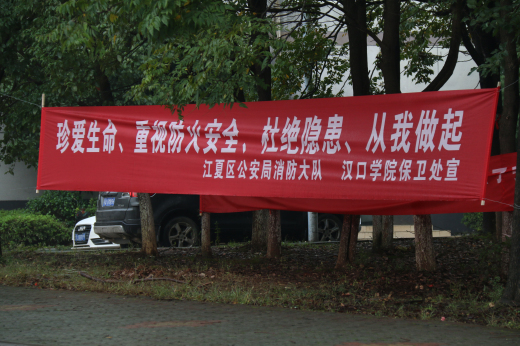 珍爱生命、重视防火安全，杜绝隐患、从我做起
江夏区公安局消防大队 汉口学院保卫处宣